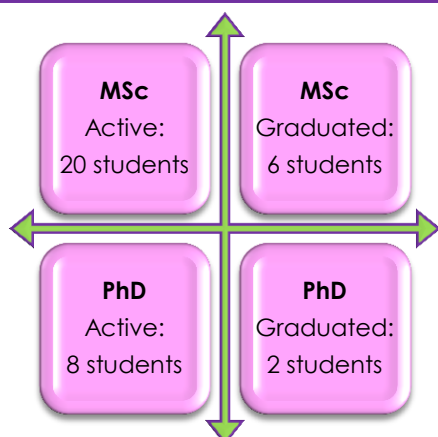 MSc
Active:
20 students
MSc
Graduated:
6 students
PhD
Active:
8 students
PhD
Graduated:
2 students